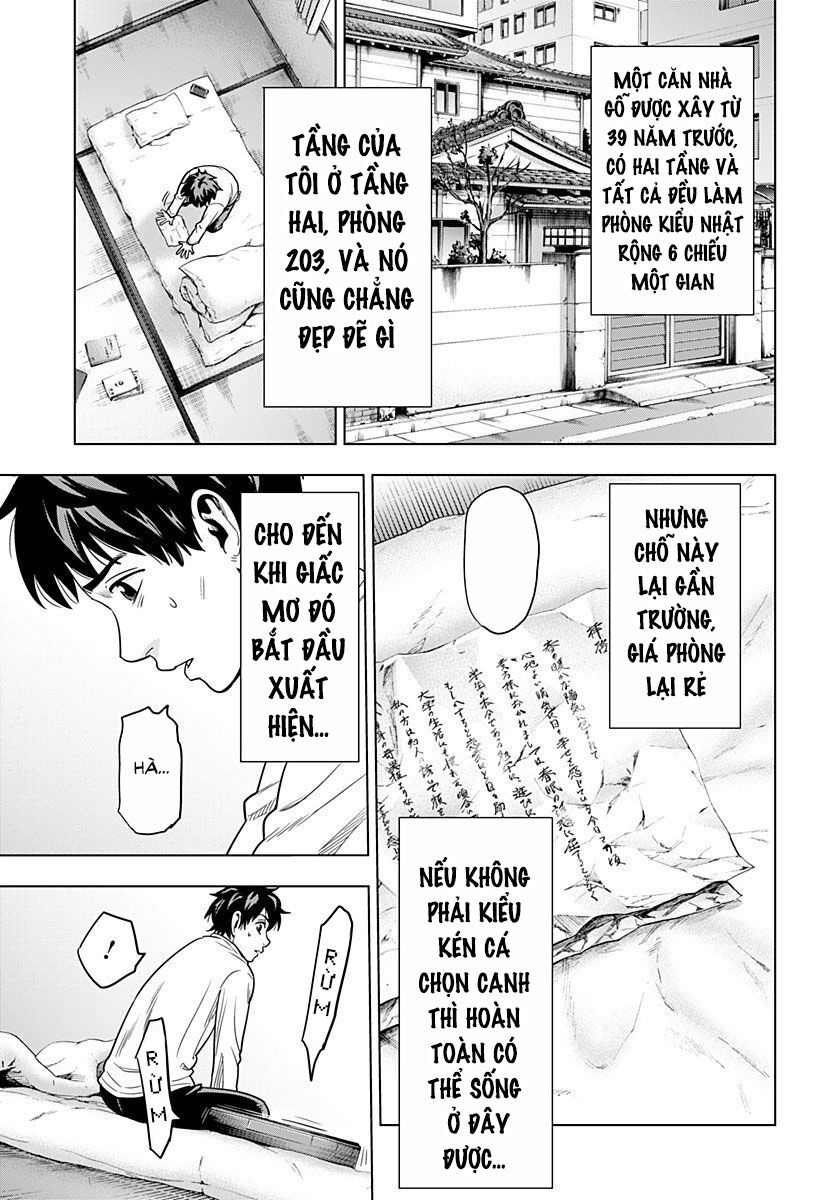 MỘT CĂN NHÀ
GỖ ĐƯỢC XÂY TỪ
39 NĂM TRƯỚC,
CÓ HAI TẦNG VÀ
TẤT CẢ ĐỀU LÀM
PHÒNG KIỂU NHẬT
RỘNG 6 CHIẾU
MỘT GIAN
TẦNG CỦA
TÔI Ở TẦNG
HAI, PHÒNG
203, VÀ NÓ
CŨNG CHẲNG
ĐẸP ĐẼ GÌ
NHƯNG
CHỖ NÀY
LẠI GẦN
TRƯỜNG,
GIÁ PHÒNG
LẠI RẺ
NẾU KHÔNG
PHẢI KIỂU
KÉN CÁ
CHỌN CANH
THÌ HOÀN
TOÀN CÓ
THỂ SỐNG
Ở ĐÂY
ĐƯỢC...
CHO ĐẾN
KHI GIẤC
MƠ ĐÓ
BẮT ĐẦU
XUẤT
HIỆN...
HÀ...
RỪM
!
RỪM